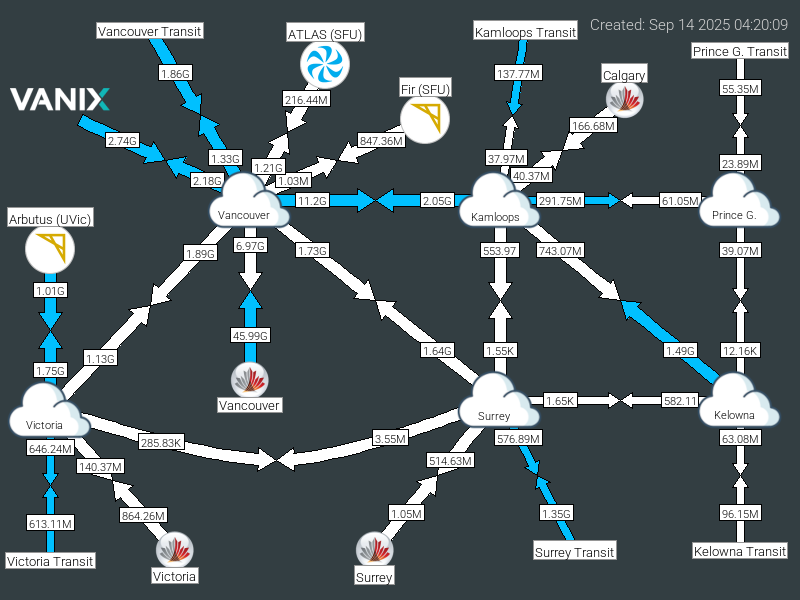 Created: Sep 14 2025 04:20:09
Vancouver Transit
ATLAS (SFU)
Kamloops Transit
Prince G. Transit
1.86G
137.77M
Calgary
Fir (SFU)
55.35M
VANIX
216.44M
166.68M
2.74G
847.36M
1.33G
37.97M
23.89M
1.21G
40.37M
2.18G
1.03M
11.2G
2.05G
291.75M
61.05M
Vancouver
Kamloops
Prince G.
Arbutus (UVic)
1.89G
6.97G
1.73G
553.97
743.07M
39.07M
1.01G
45.99G
1.13G
1.64G
1.55K
1.49G
12.16K
1.75G
Vancouver
1.65K
582.11
Victoria
Surrey
Kelowna
646.24M
285.83K
3.55M
576.89M
63.08M
140.37M
514.63M
864.26M
1.05M
1.35G
96.15M
613.11M
Victoria Transit
Victoria
Surrey
Surrey Transit
Kelowna Transit